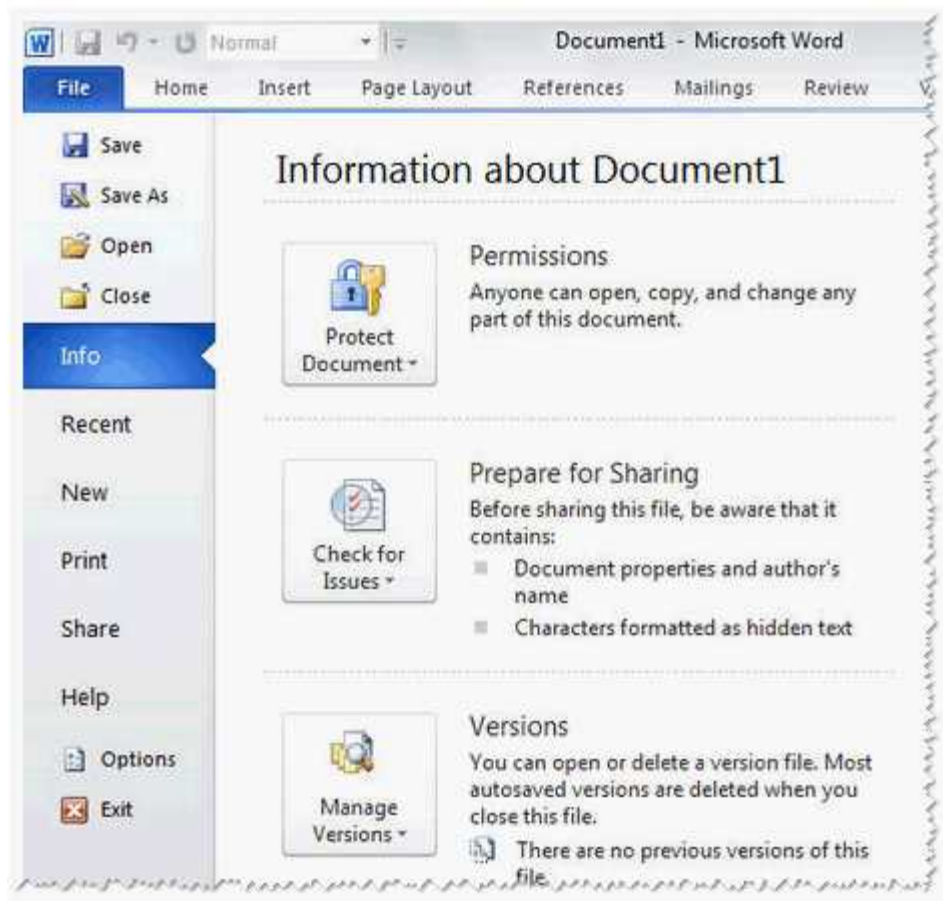 W Normal Document1 - Microsoft Word
File Home Insert Page Layout References Mailings Review
Save
Save As
Open
Close
Info
Recent
New
Print
Share
Help
Options
Exit
Information about Document1
Protect
Document
Permissions
Anyone can open, copy, and change any
part of this document.
Check for
Issues
Prepare for Sharing
Before sharing this file, be aware that it
contains:
Document properties and author's
name
Characters formatted as hidden text
Manage
Versions
Versions
You can open or delete a version file. Most
autosaved versions are deleted when you
close this file.
There are no previous versions of this
file.